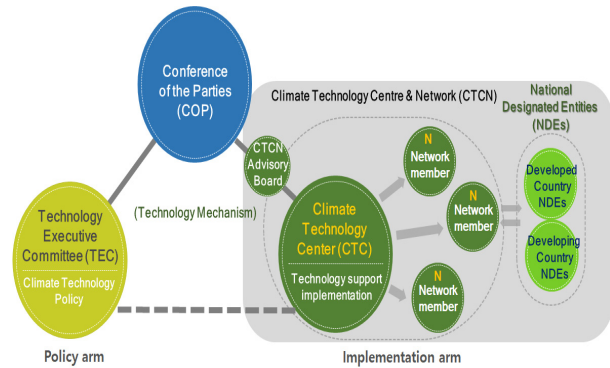 Conference
of the Parties
(COP)
Climate Technology Centre & Network (CTCN)
National
Designated Entities
(NDEs)
CTCN
Advisory
Board
N
Network
member
Developed
Country
NDEs
Technology
Executive
Committee (TEC)
Climate Technology
Policy
(Technology Mechanism)
Climate
Technology
Center (CTC)
Technology support
implementation
N
Network
member
Developing
Country
NDEs
N
Network
member
Policy arm
Implementation arm